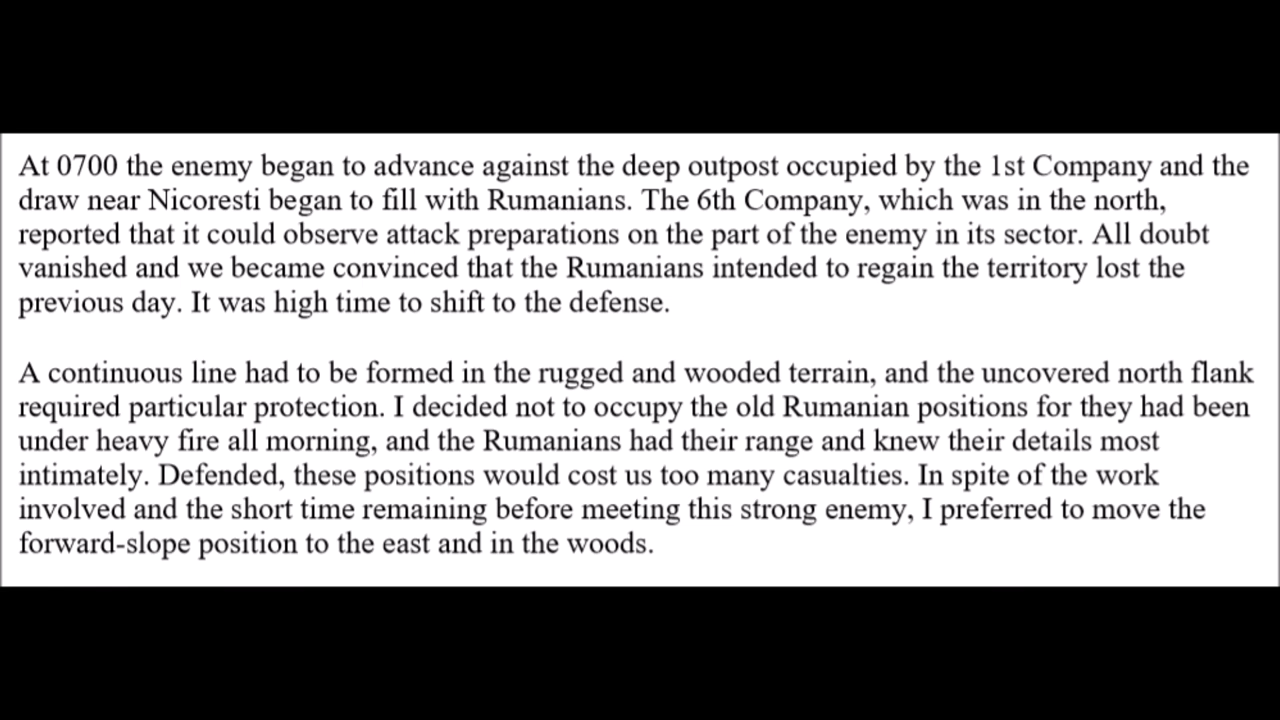 At 0700 the enemy began to advance against the deep outpost occupied by the 1st Company and the
draw near Nicoresti began to fill with Rumanians. The 6th Company, which was in the north,
reported that it could observe attack preparations on the part of the enemy in its sector. All doubt
vanished and we became convinced that the Rumanians intended to regain the territory lost the
previous day. It was high time to shift to the defense.
A continuous line had to be formed in the rugged and wooded terrain, and the uncovered north flank
required particular protection. I decided not to occupy the old Rumanian positions for they had been
under heavy fire all morning, and the Rumanians had their range and knew their details most
intimately. Defended, these positions would cost us too many casualties. In spite of the work
involved and the short time remaining before meeting this strong enemy, I preferred to move the
forward-slope position to the east and in the woods.